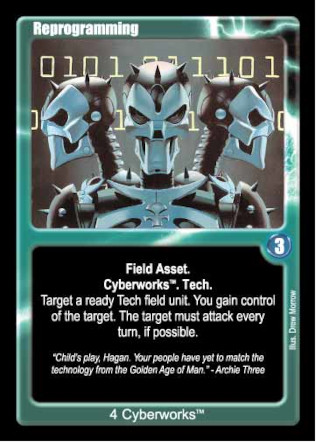 Reprogramming
0101101101
3
Field Asset.
Cyberworks™. Tech.
Target a ready Tech field unit. You gain control
of the target. The target must attack every
turn, if possible.
"Child's play, Hagan. Your people have yet to match the
technology from the Golden Age of Man." - Archie Three
Illus. Drew Morrow
4 Cyberworks™